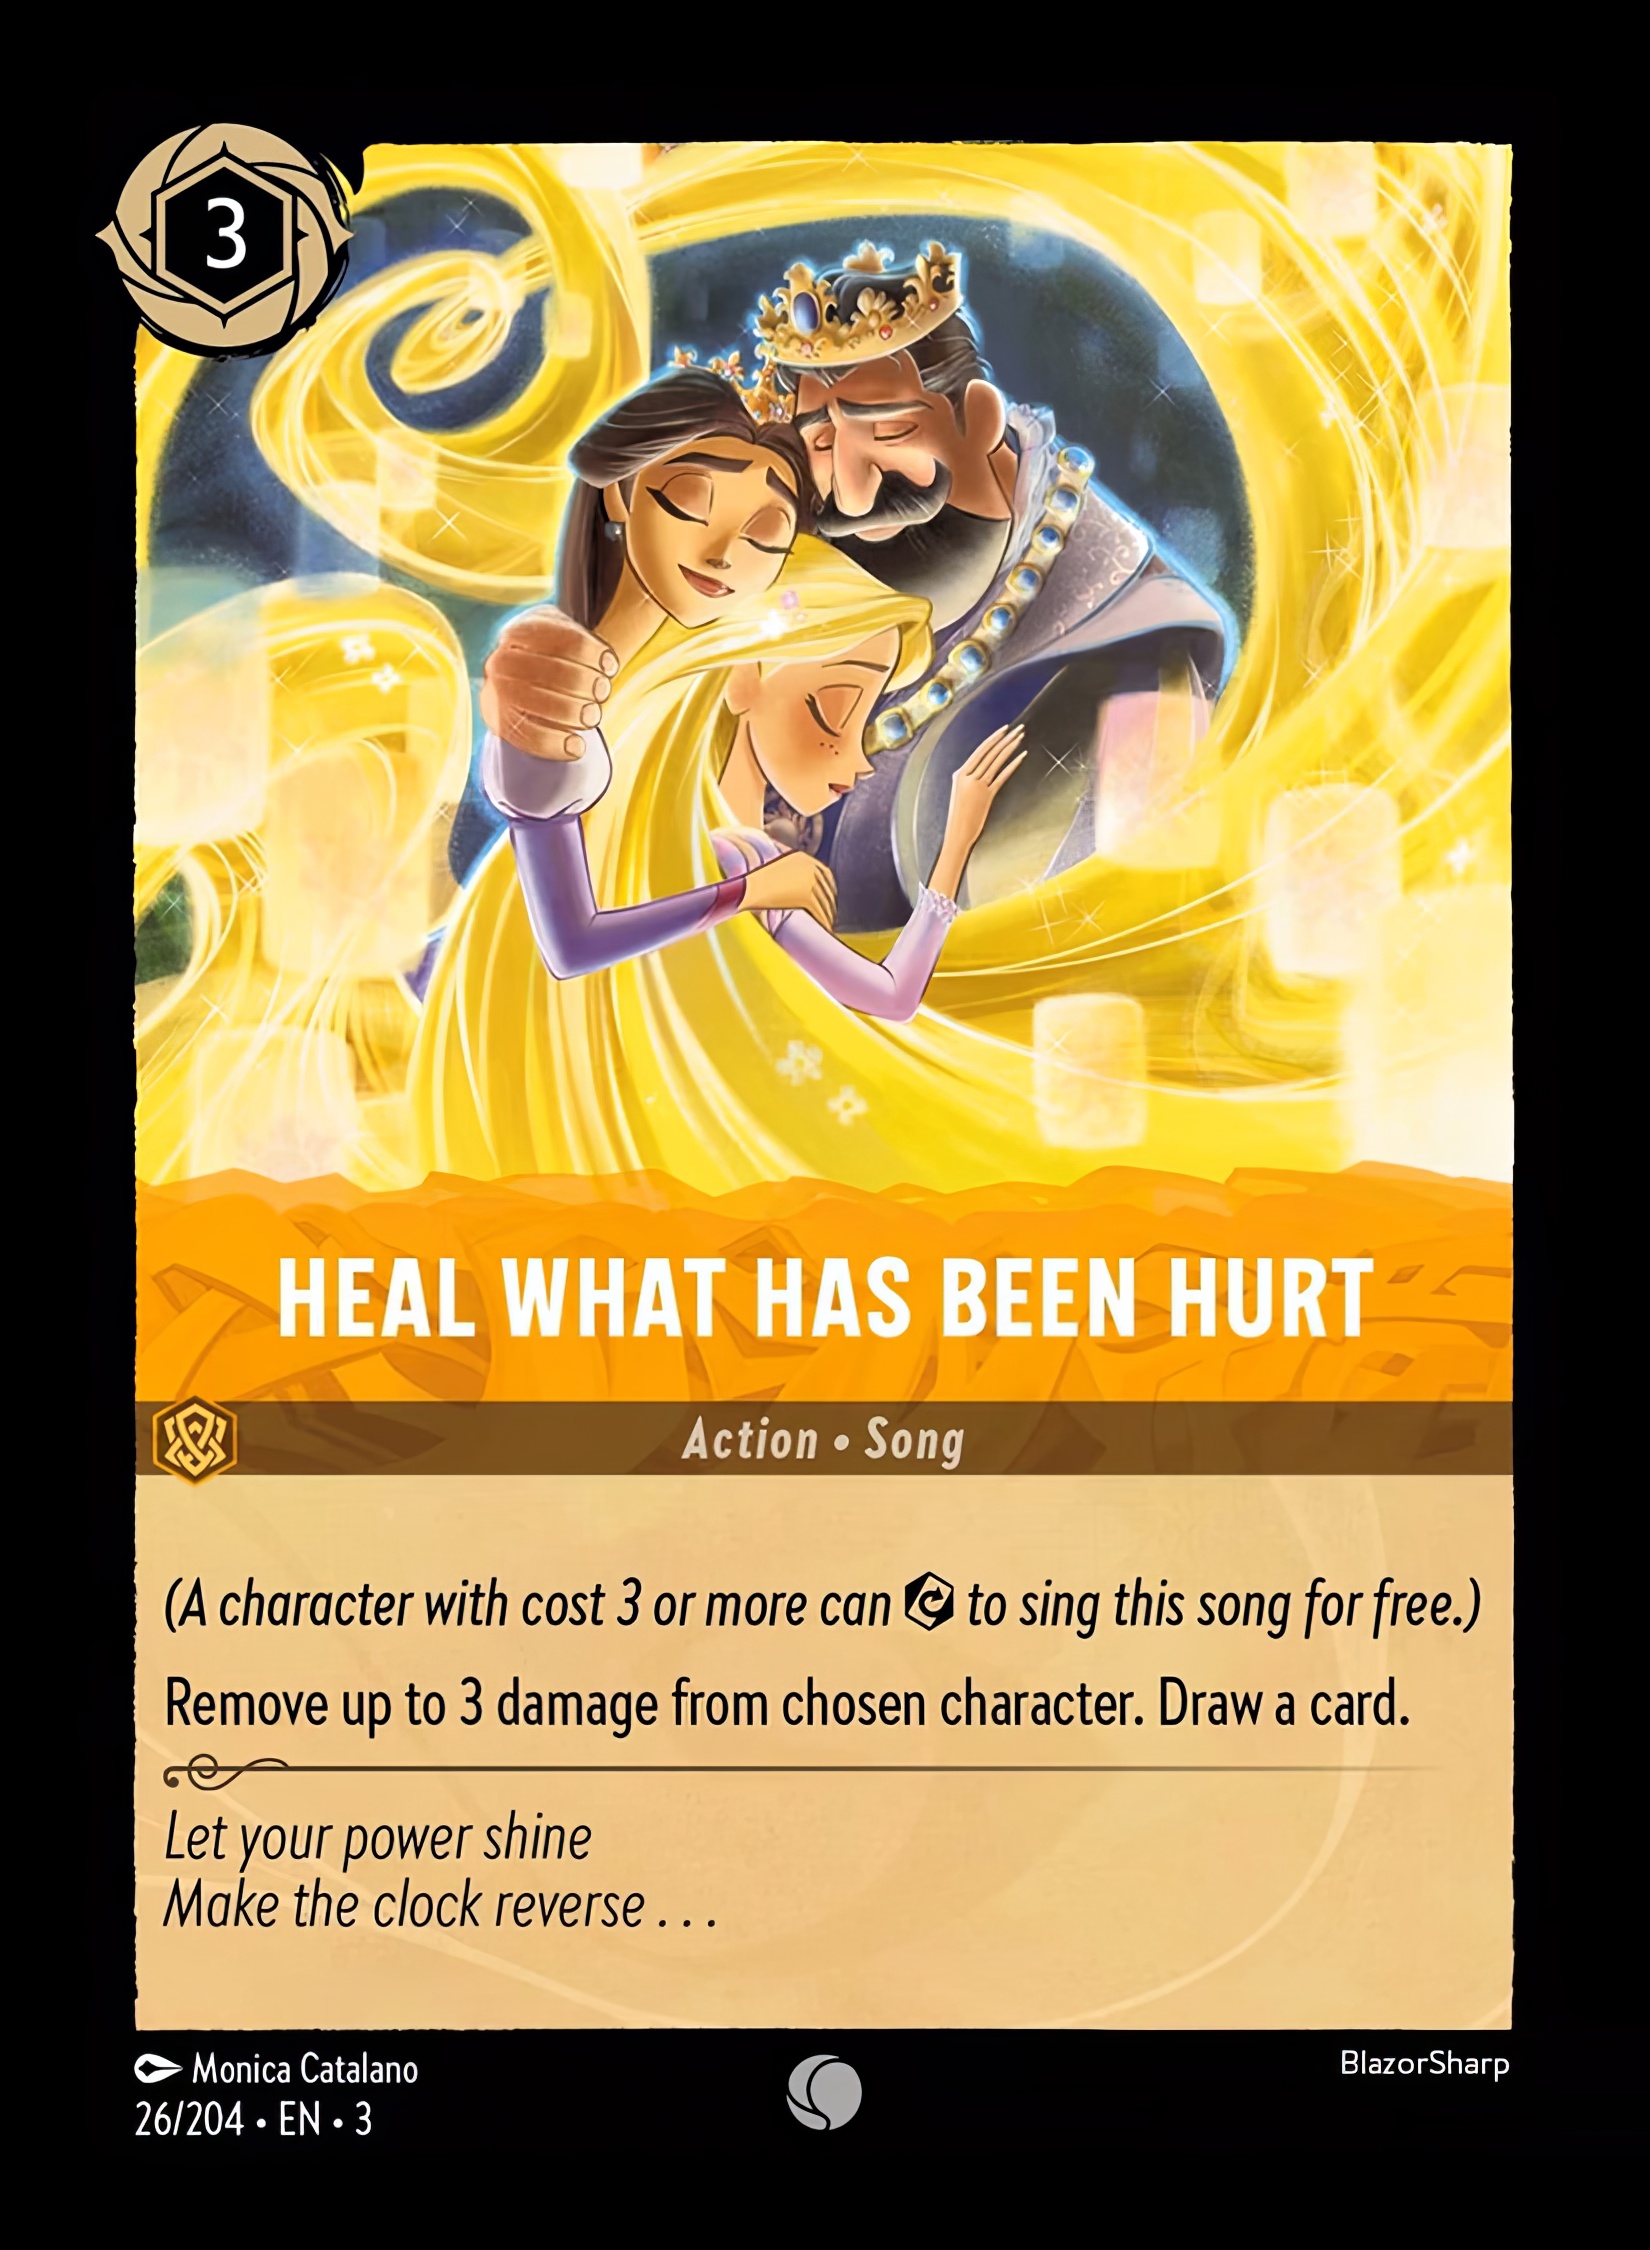 3
HEAL WHAT HAS BEEN HURT
Action • Song
(A character with cost 3 or more can to sing this song for free.)
Remove up to 3 damage from chosen character. Draw a card.
Let your power shine
Make the clock reverse . . .
Monica Catalano
BlazorSharp
26/204 • EN • 3